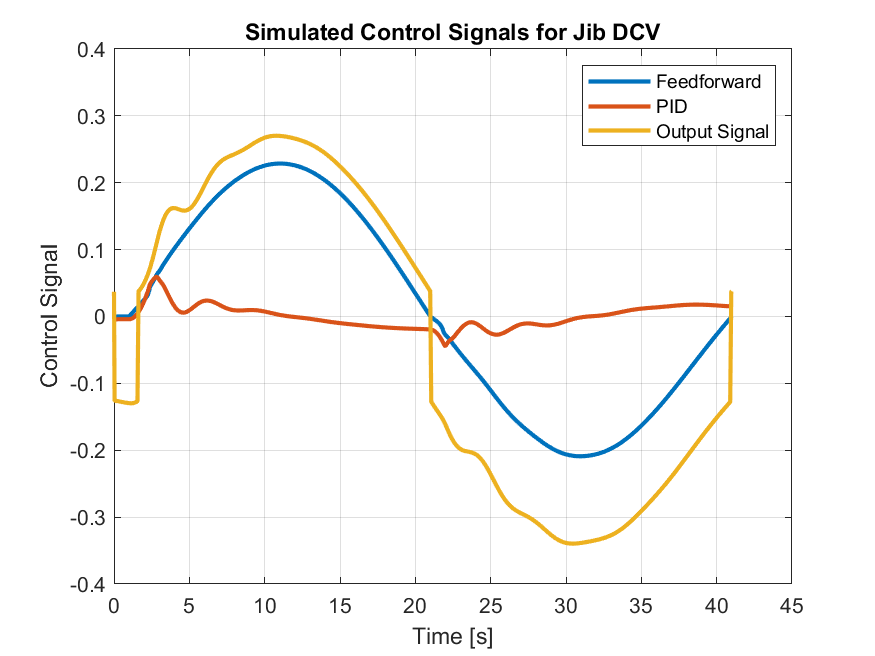 Simulated Control Signals for Jib DCV
Feedforward
PID
Output Signal
Control Signal
0.4
0.3
0.2
0.1
0
-0.1
-0.2
-0.3
-0.4
0 5 10 15 20 25 30 35 40 45
Time [s]